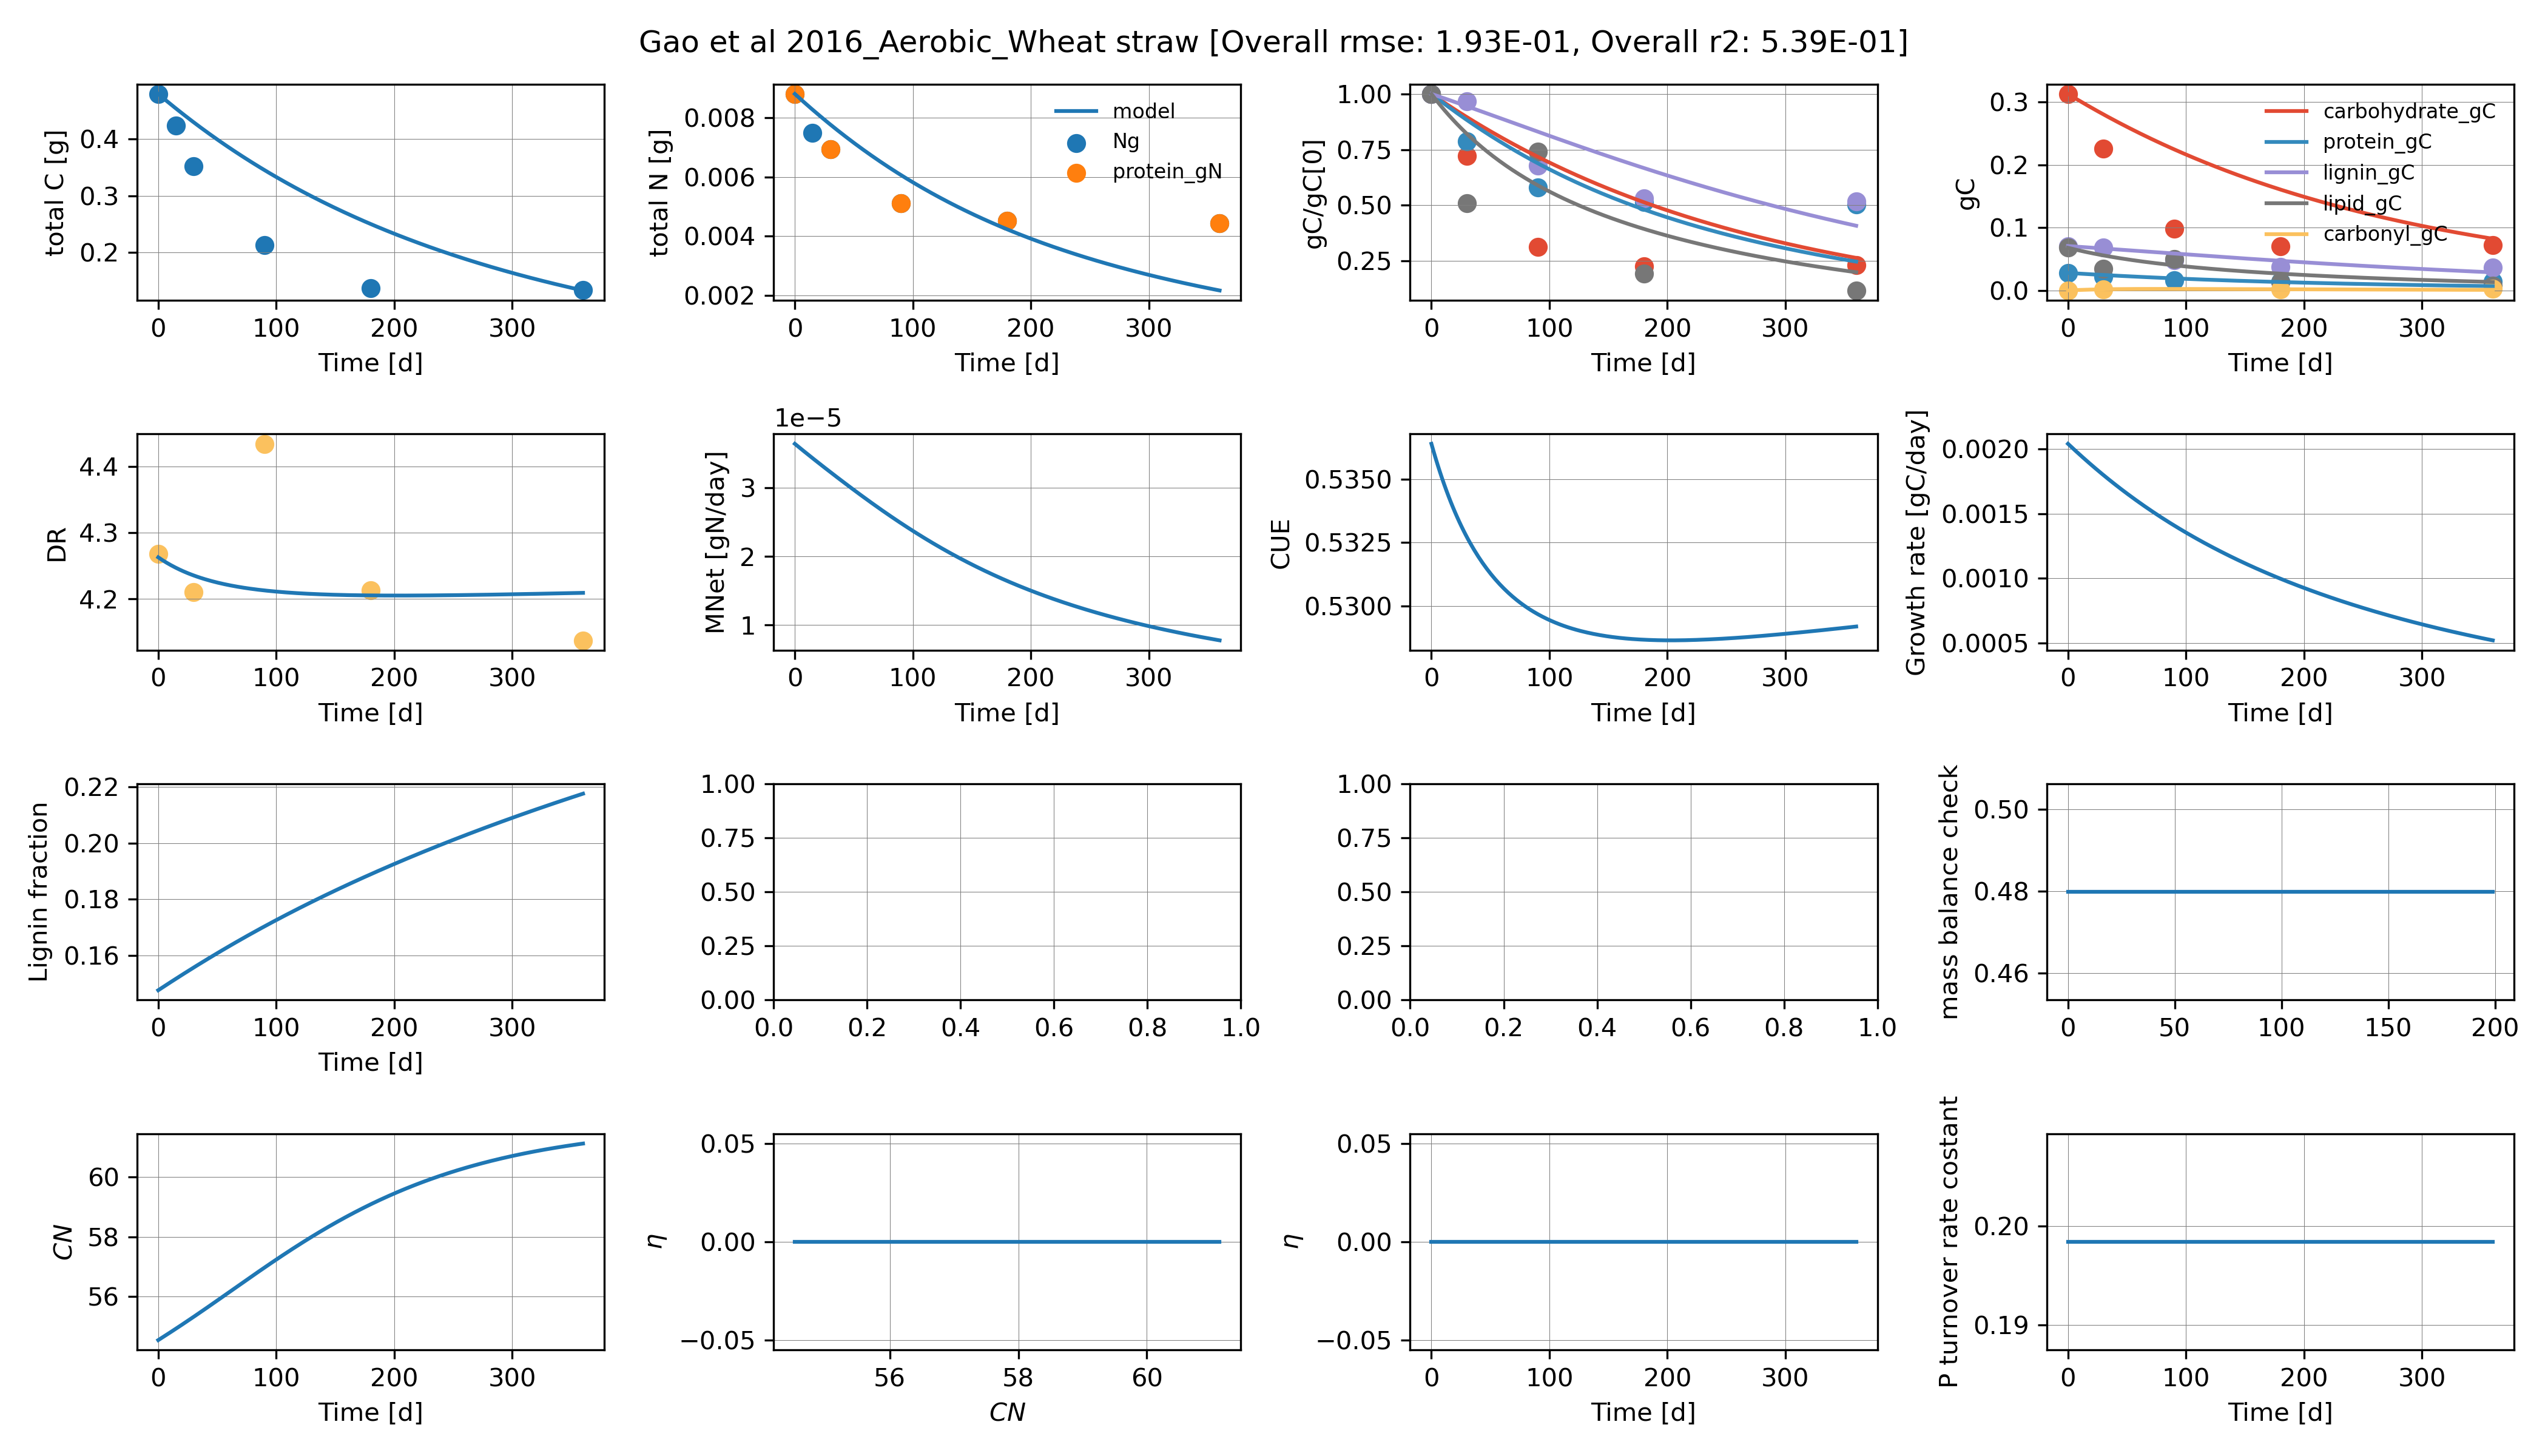 Gao et al 2016_Aerobic_Wheat straw [Overall rmse: 1.93E-01, Overall r2: 5.39E-01]
total C [g]
0.4
0.3
0.2
0 100 200 300
Time [d]
total N [g]
0.008
0.006
0.004
0.002
model
Ng
protein_gN
0 100 200 300
Time [d]
gC/gC[0]
1.00
0.75
0.50
0.25
0 100 200 300
Time [d]
gC
0.3
0.2
0.1
0.0
carbohydrate_gC
protein_gC
lignin_gC
lipid_gC
carbonyl_gC
0 100 200 300
Time [d]
DR
4.4
4.3
4.2
0 100 200 300
Time [d]
1e−5
MNet [gN/day]
3
2
1
0 100 200 300
Time [d]
CUE
0.5350
0.5325
0.5300
0 100 200 300
Time [d]
Growth rate [gC/day]
0.0020
0.0015
0.0010
0.0005
0 100 200 300
Time [d]
Lignin fraction
0.22
0.20
0.18
0.16
0 100 200 300
Time [d]
1.00
0.75
0.50
0.25
0.00
0.0 0.2 0.4 0.6 0.8 1.0
1.00
0.75
0.50
0.25
0.00
0.0 0.2 0.4 0.6 0.8 1.0
mass balance check
0.50
0.48
0.46
0 50 100 150 200
CN
60
58
56
0 100 200 300
Time [d]
η
0.05
0.00
−0.05
56 58 60
CN
η
0.05
0.00
−0.05
0 100 200 300
Time [d]
P turnover rate costant
0.20
0.19
0 100 200 300
Time [d]